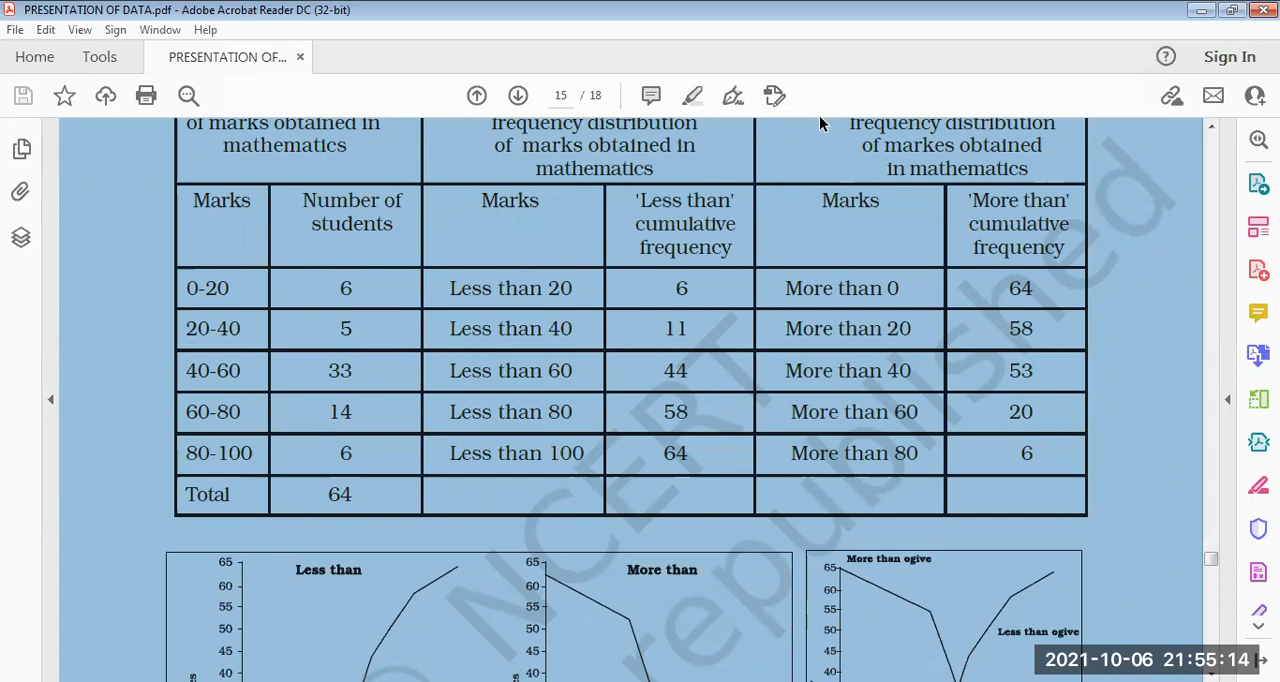 PRESENTATION OF DATA.pdf - Adobe Acrobat Reader DC (32-bit)
File Edit View Sign Window Help
Home Tools PRESENTATION OF... × Sign In
15 / 18
of marks obtained in frequency distribution frequency distribution
mathematics of marks obtained in of markes obtained
mathematics in mathematics
Marks Number of Marks 'Less than' Marks 'More than'
students cumulative cumulative
frequency frequency
0-20 6 Less than 20 6 More than 0 64
20-40 5 Less than 40 11 More than 20 58
40-60 33 Less than 60 44 More than 40 53
60-80 14 Less than 80 58 More than 60 20
80-100 6 Less than 100 64 More than 80 6
Total 64
NCERT
republished
65 Less than 65 More than More than ogive
65
60 60 60
55 55 55
50 50 50 Less than ogive
45 45 45
40 40 40
2021-10-06 21:55:14